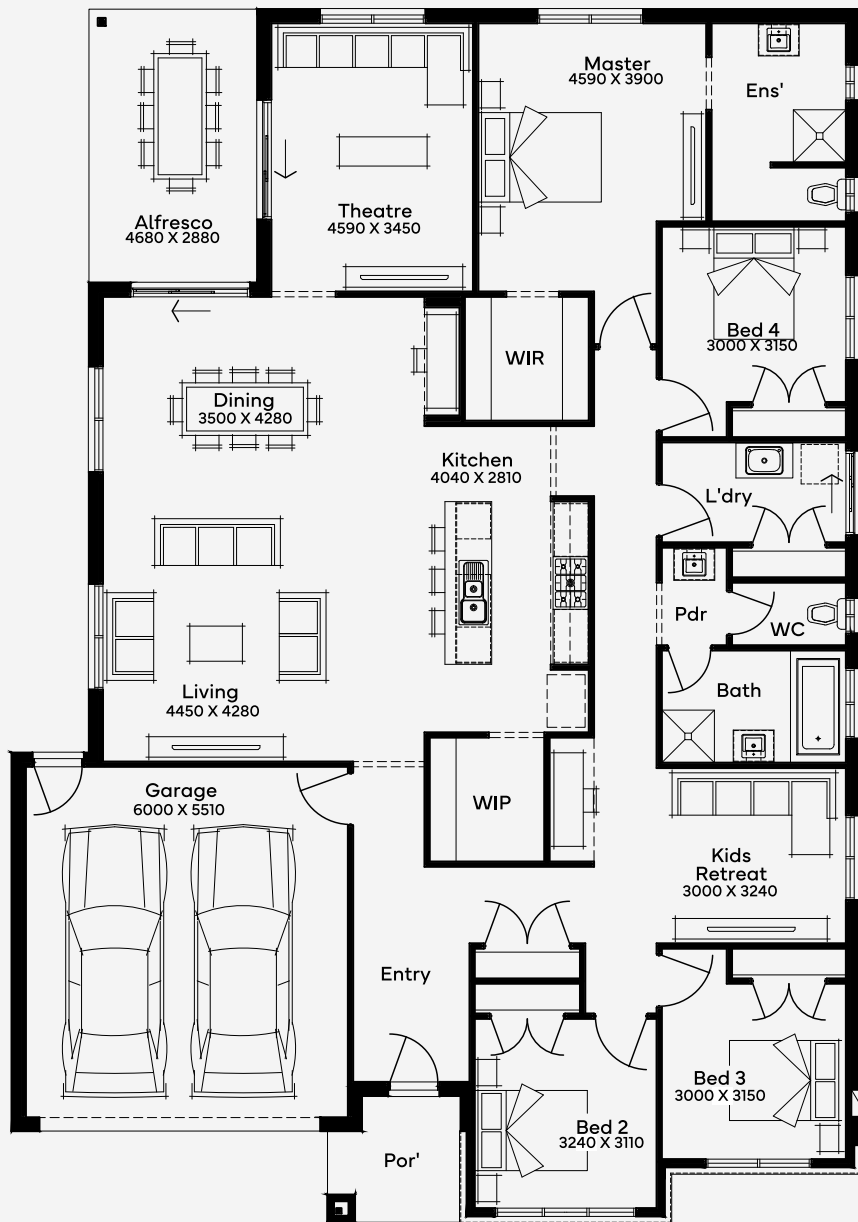 Master
4590 X 3900
Ens'
Alfresco
4680 X 2880
Theatre
4590 X 3450
Bed 4
3000 X 3150
WIR
Dining
3500 X 4280
Kitchen
4040 X 2810
L'dry
Pdr
WC
Living
4450 X 4280
Bath
Garage
6000 X 5510
WIP
Kids
Retreat
3000 X 3240
Entry
Bed 3
3000 X 3150
Bed 2
3240 X 3110
Por'